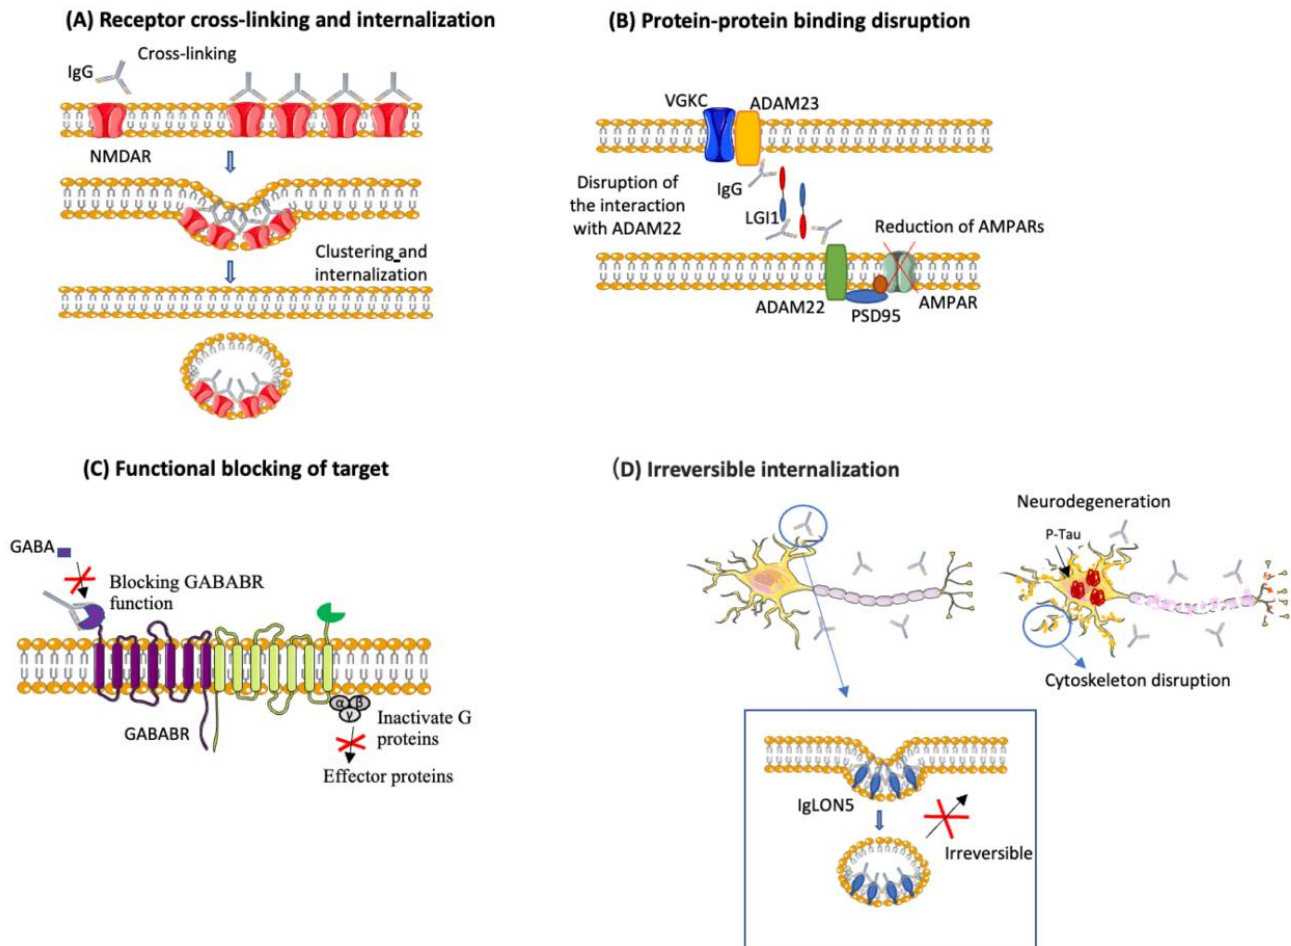 (A) Receptor cross-linking and internalization
Cross-linking
IgG
NMDAR
Clustering and
internalization
(B) Protein-protein binding disruption
VGKC
ADAM23
IgG
Disruption of
the interaction
with ADAM22
LGI1
Reduction of AMPARs
ADAM22
PSD95
AMPAR
(C) Functional blocking of target
GABA
Blocking GABABR
function
GABABR
α β
γ
Inactivate G
proteins
Effector proteins
(D) Irreversible internalization
Neurodegeneration
P-Tau
Cytoskeleton disruption
IgLON5
Irreversible